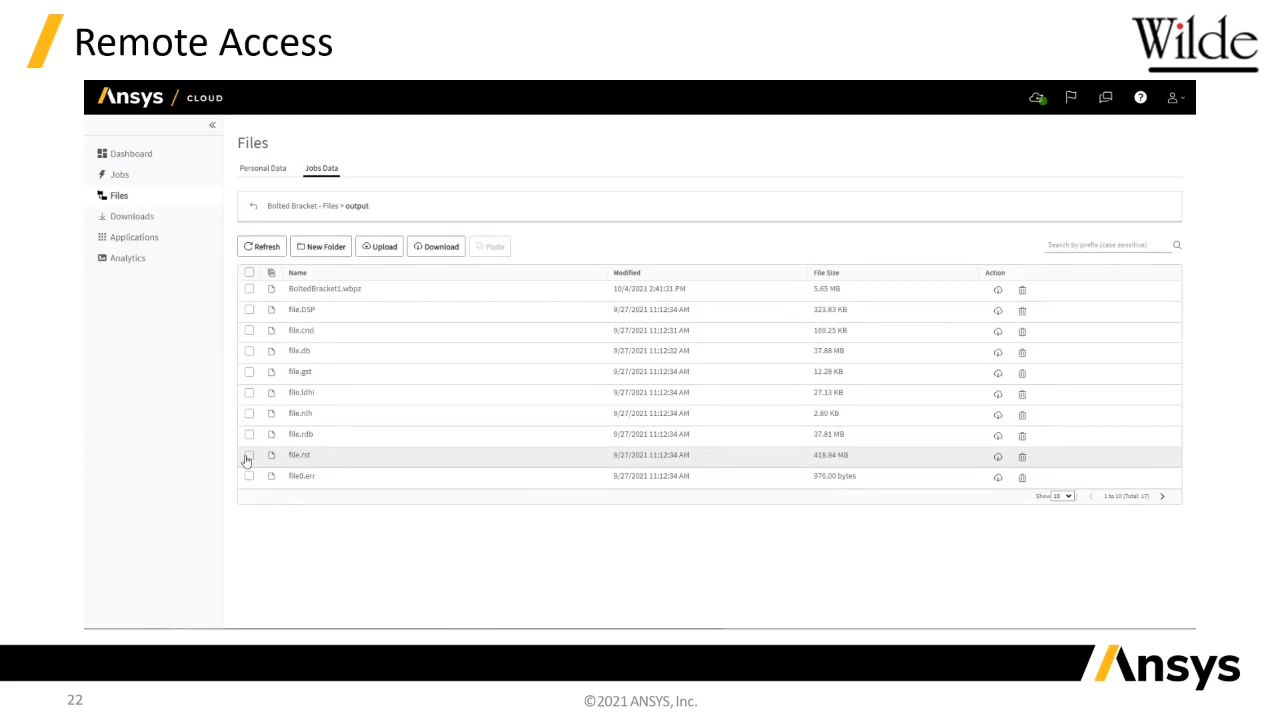 Remote Access
Wilde
Ansys / CLOUD
«
Dashboard
Jobs
Files
Downloads
Applications
Analytics
Files
Personal Data Jobs Data
Bolted Bracket - Files > output
Refresh New Folder Upload Download Paste
Search by prefix (case sensitive)
Name Modified File Size Action
BoltedBracket1.wbpz 10/4/2021 2:41:31 PM 5.65 MB
file.DSP 9/27/2021 11:12:34 AM 323.83 KB
file.cnd 9/27/2021 11:12:31 AM 169.25 KB
file.db 9/27/2021 11:12:32 AM 37.88 MB
file.gst 9/27/2021 11:12:34 AM 12.28 KB
file.ldhi 9/27/2021 11:12:34 AM 27.13 KB
file.nlh 9/27/2021 11:12:34 AM 2.80 KB
file.rdb 9/27/2021 11:12:34 AM 37.81 MB
file.rst 9/27/2021 11:12:34 AM 418.94 MB
file0.err 9/27/2021 11:12:34 AM 976.00 bytes
Show 10 1 to 10 (Total: 17)
Ansys
22
©2021 ANSYS, Inc.